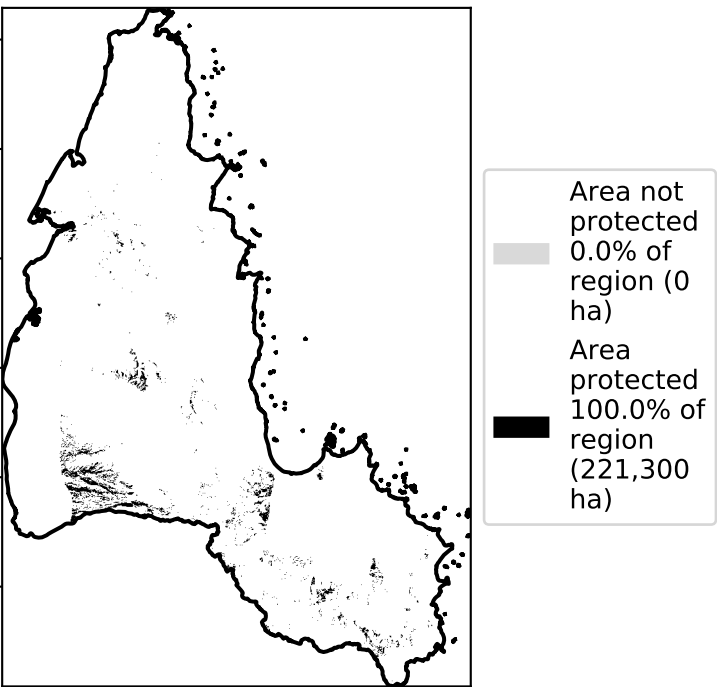 Area not
protected
0.0% of
region (0
ha)
Area
protected
100.0% of
region
(221,300
ha)